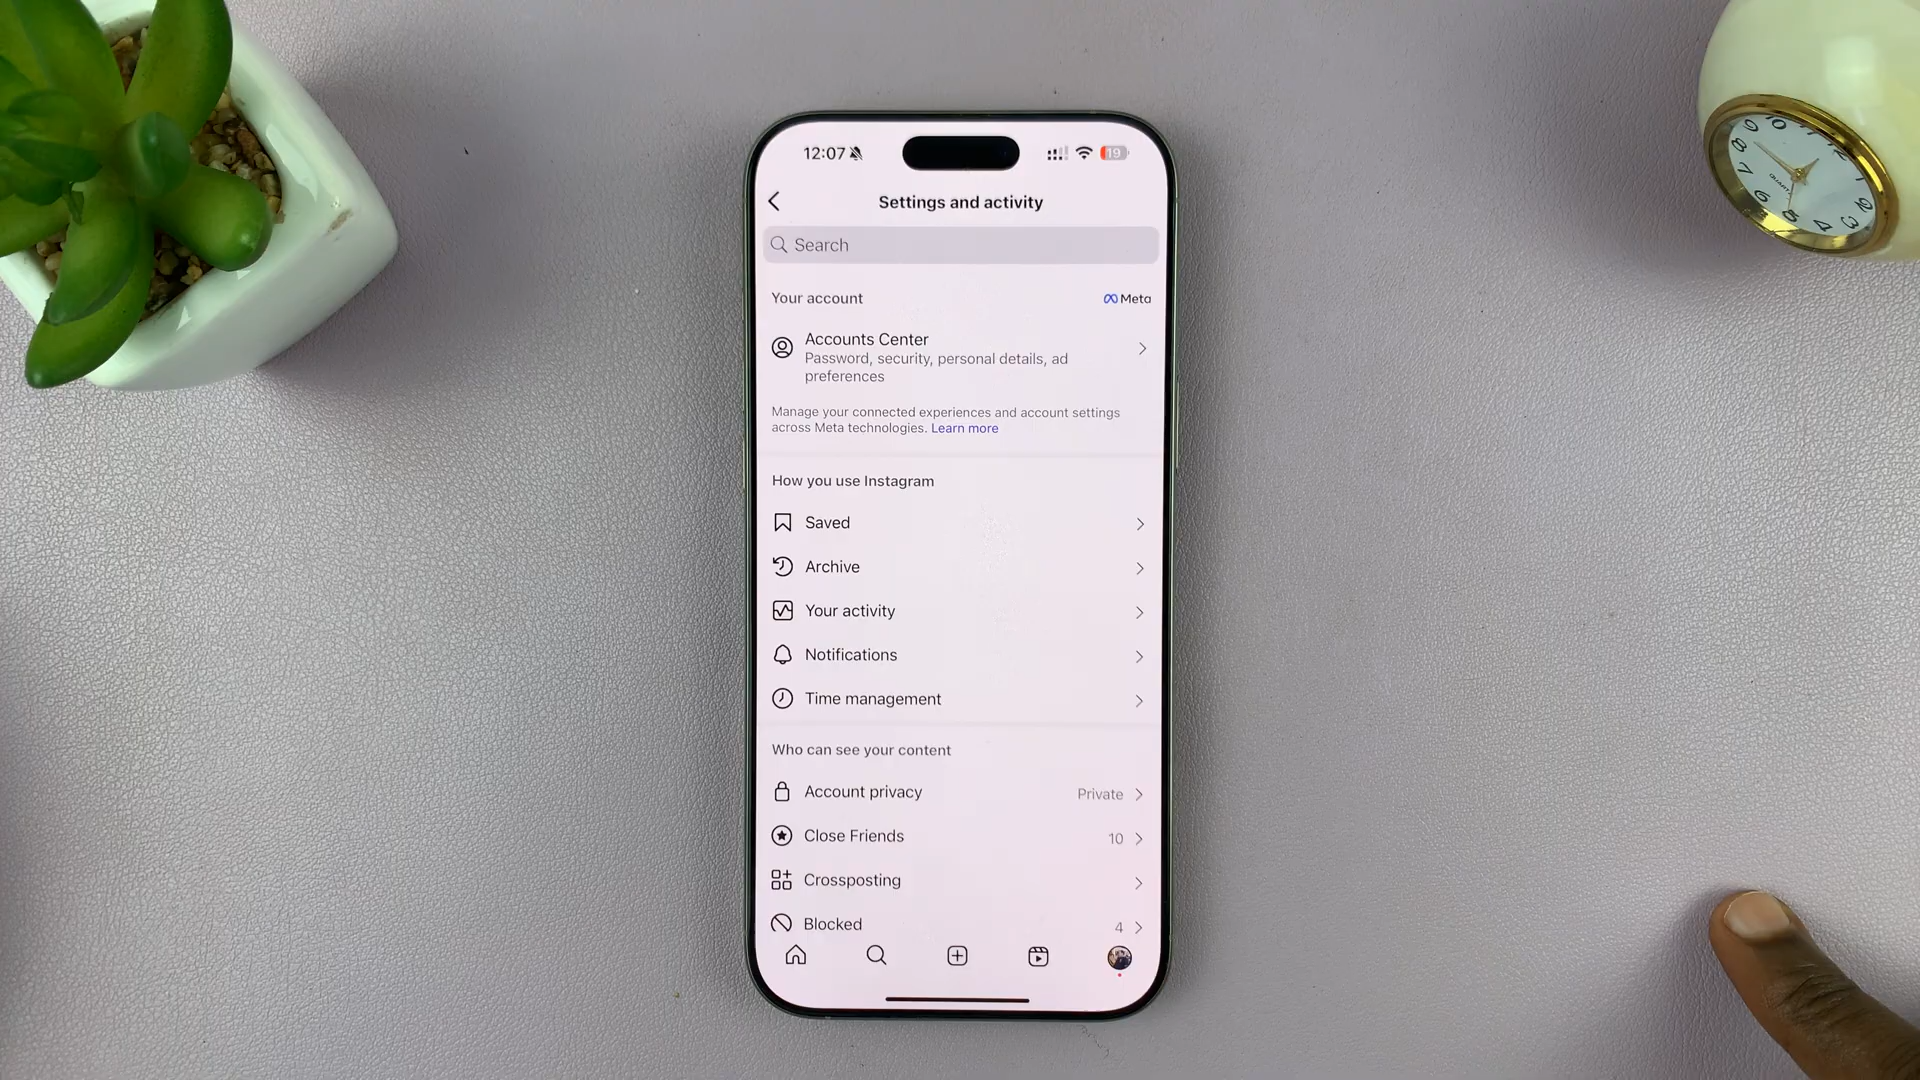 12:07
19
Settings and activity
Search
Your account
Meta
Accounts Center
Password, security, personal details, ad
preferences
Manage your connected experiences and account settings
across Meta technologies. Learn more
How you use Instagram
Saved
Archive
Your activity
Notifications
Time management
Who can see your content
Account privacy
Private
Close Friends
10
Crossposting
Blocked
4
QUARTZ